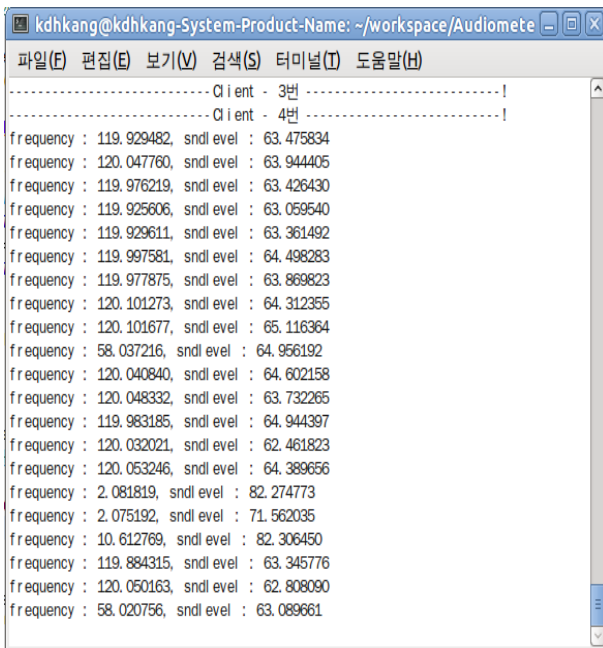 kdhkang@kdhkang-System-Product-Name: ~/workspace/Audiomete
파일(F) 편집(E) 보기(V) 검색(S) 터미널(T) 도움말(H)
----------------------------Client - 3번 ---------------------------!
----------------------------Client - 4번 ---------------------------!
frequency : 119.929482, sndlevel : 63.475834
frequency : 120.047760, sndlevel : 63.944405
frequency : 119.976219, sndlevel : 63.426430
frequency : 119.925606, sndlevel : 63.059540
frequency : 119.929611, sndlevel : 63.361492
frequency : 119.997581, sndlevel : 64.498283
frequency : 119.977875, sndlevel : 63.869823
frequency : 120.101273, sndlevel : 64.312355
frequency : 120.101677, sndlevel : 65.116364
frequency : 58.037216, sndlevel : 64.956192
frequency : 120.040840, sndlevel : 64.602158
frequency : 120.048332, sndlevel : 63.732265
frequency : 119.983185, sndlevel : 64.944397
frequency : 120.032021, sndlevel : 62.461823
frequency : 120.053246, sndlevel : 64.389656
frequency : 2.081819, sndlevel : 82.274773
frequency : 2.075192, sndlevel : 71.562035
frequency : 10.612769, sndlevel : 82.306450
frequency : 119.884315, sndlevel : 63.345776
frequency : 120.050163, sndlevel : 62.808090
frequency : 58.020756, sndlevel : 63.089661